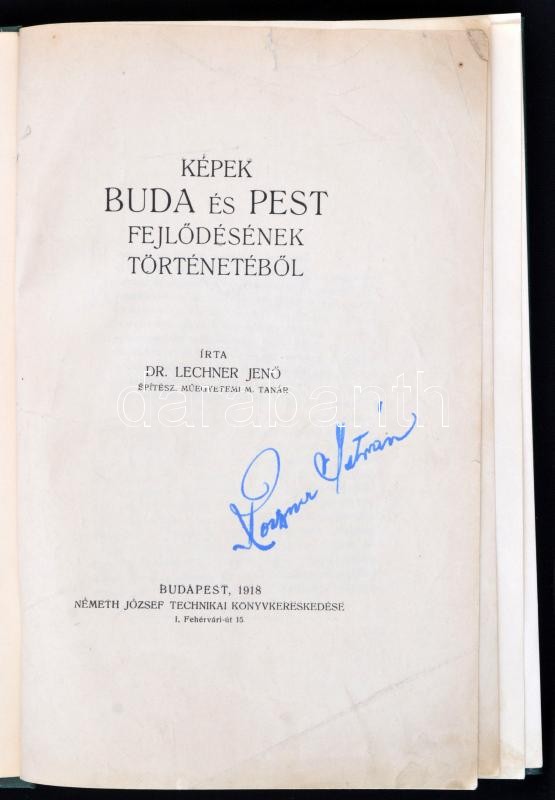 KÉPEK
BUDA ÉS PEST
FEJLŐDÉSÉNEK
TÖRTÉNETÉBŐL
ÍRTA
DR. LECHNER JENŐ
ÉPÍTÉSZ. MŰEGYETEMI M. TANÁR
darabanth
István
BUDAPEST, 1918
NÉMETH JÓZSEF TECHNIKAI KÖNYVKERESKEDÉSE
I. Fehérvári-út 15